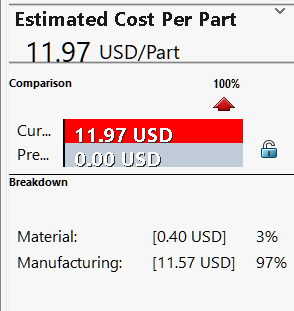 Estimated Cost Per Part
11.97 USD/Part
Comparison 100%
Cur... 11.97 USD
Pre... 0.00 USD
Breakdown
Material: [0.40 USD] 3%
Manufacturing: [11.57 USD] 97%